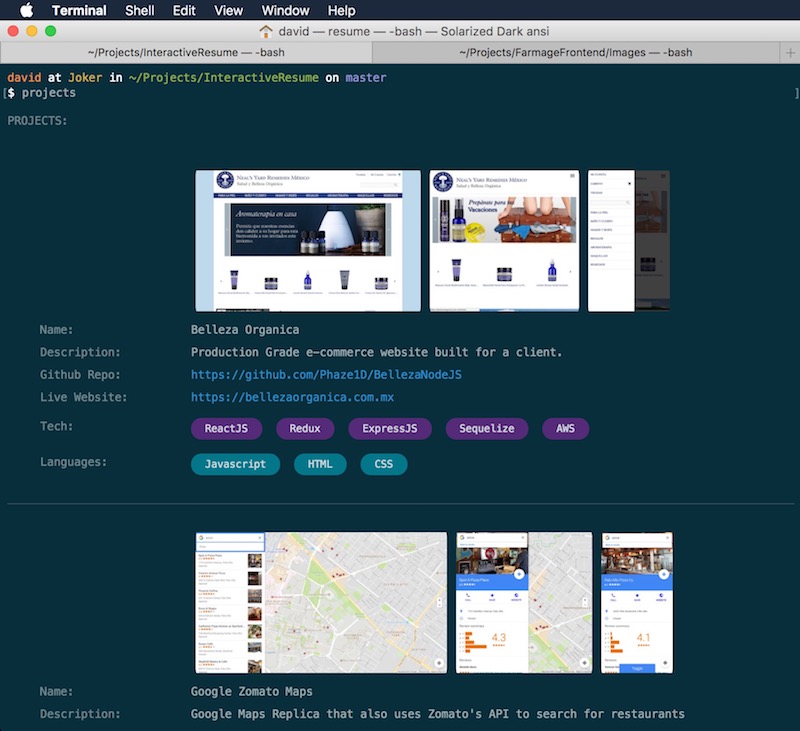 Terminal Shell Edit View Window Help
david — resume — -bash — Solarized Dark ansi
~/Projects/InteractiveResume — -bash
~/Projects/FarmageFrontend/Images — -bash
david at Joker in ~/Projects/InteractiveResume on master
[$ projects ]
PROJECTS:
NEAL'S YARD REMEDIES MÉXICO
Salud y Belleza Orgánica
Aromaterapia en casa
NEAL'S YARD REMEDIES MÉXICO
Salud y Belleza Orgánica
Prepárate para tus
Vacaciones
Name: Belleza Organica
Description: Production Grade e-commerce website built for a client.
Github Repo: https://github.com/Phaze1D/BellezaNodeJS
Live Website: https://bellezaorganica.com.mx
Tech: ReactJS Redux ExpressJS Sequelize AWS
Languages: Javascript HTML CSS
4.3
4.1
Name: Google Zomato Maps
Description: Google Maps Replica that also uses Zomato's API to search for restaurants